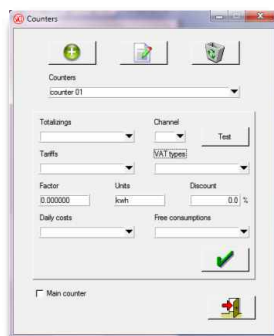 Counters
Counters
counter 01
Totalizings Channel
Test
Tariffs VAT types
Factor Units Discount
0.000000 kwh 0.0 %
Daily costs Free consumptions
Main counter